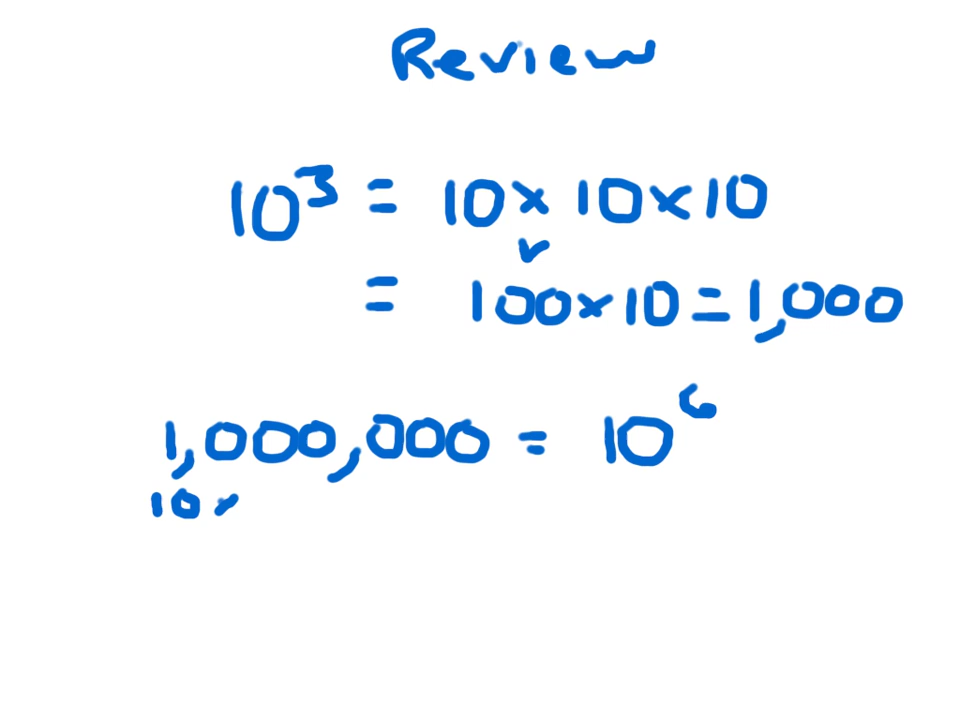 Review
10³ = 10 × 10 × 10
= 100 × 10 = 1,000
1,000,000 = 10⁶
10 ×